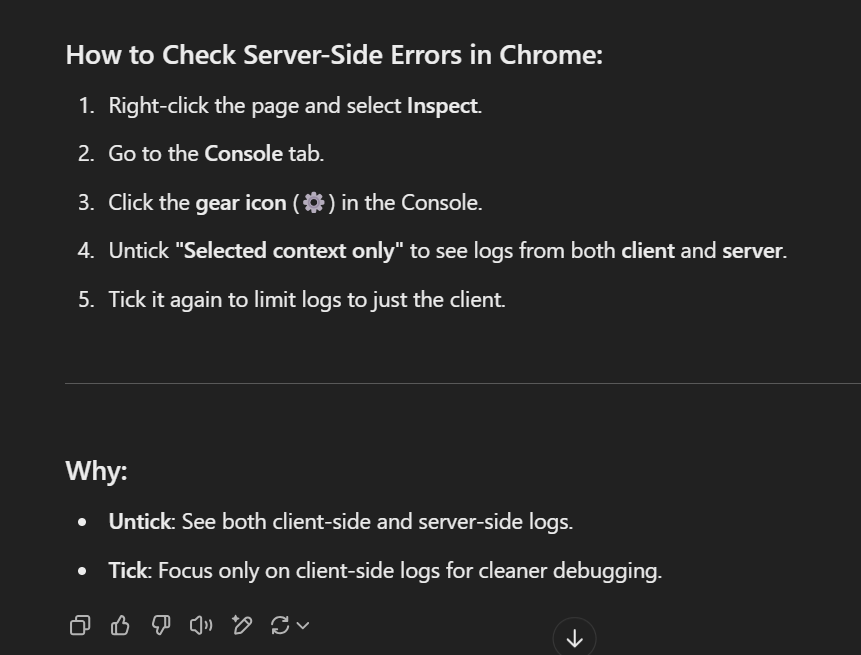 How to Check Server-Side Errors in Chrome:
1. Right-click the page and select Inspect.
2. Go to the Console tab.
3. Click the gear icon (⚙️) in the Console.
4. Untick "Selected context only" to see logs from both client and server.
5. Tick it again to limit logs to just the client.
Why:
• Untick: See both client-side and server-side logs.
• Tick: Focus only on client-side logs for cleaner debugging.